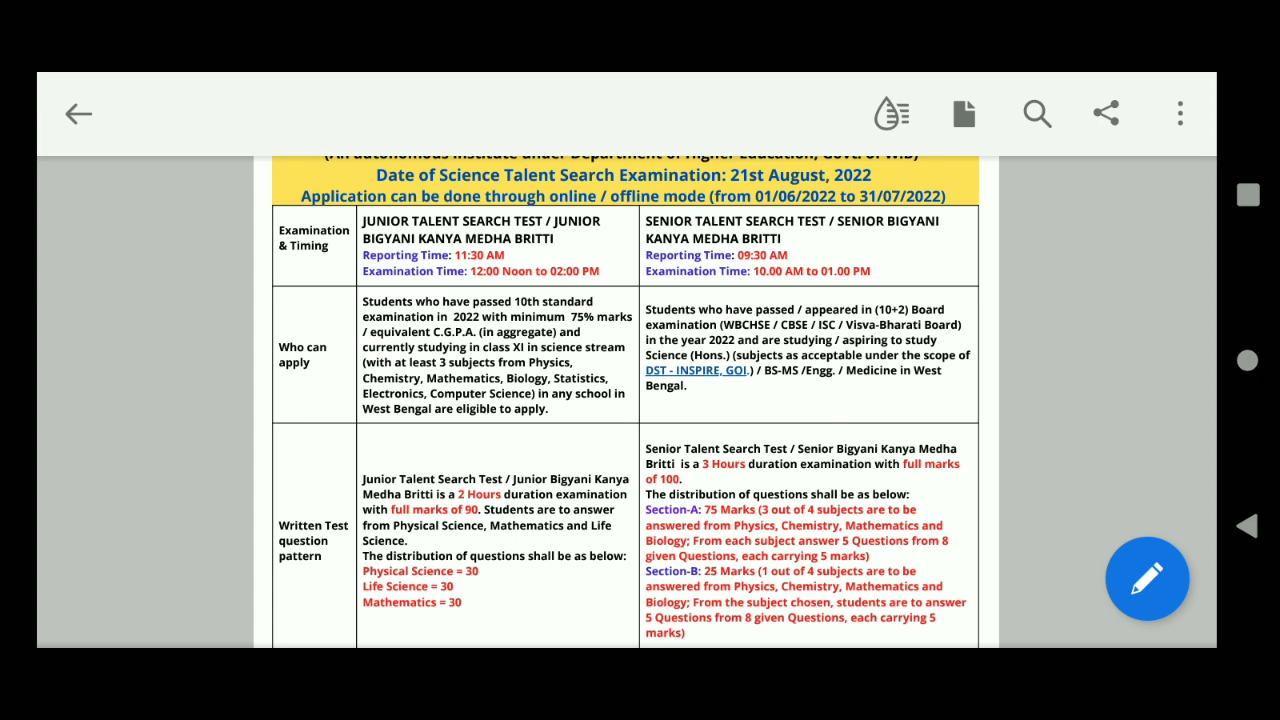 (An autonomous Institute under Department of Higher Education, Govt. of W.B)
Date of Science Talent Search Examination: 21st August, 2022
Application can be done through online / offline mode (from 01/06/2022 to 31/07/2022)
Examination
& Timing
JUNIOR TALENT SEARCH TEST / JUNIOR
BIGYANI KANYA MEDHA BRITTI
Reporting Time: 11:30 AM
Examination Time: 12:00 Noon to 02:00 PM
SENIOR TALENT SEARCH TEST / SENIOR BIGYANI
KANYA MEDHA BRITTI
Reporting Time: 09:30 AM
Examination Time: 10.00 AM to 01.00 PM
Who can
apply
Students who have passed 10th standard
examination in 2022 with minimum 75% marks
/ equivalent C.G.P.A. (in aggregate) and
currently studying in class XI in science stream
(with at least 3 subjects from Physics,
Chemistry, Mathematics, Biology, Statistics,
Electronics, Computer Science) in any school in
West Bengal are eligible to apply.
Students who have passed / appeared in (10+2) Board
examination (WBCHSE / CBSE / ISC / Visva-Bharati Board)
in the year 2022 and are studying / aspiring to study
Science (Hons.) (subjects as acceptable under the scope of
DST - INSPIRE, GOI.) / BS-MS /Engg. / Medicine in West
Bengal.
Written Test
question
pattern
Junior Talent Search Test / Junior Bigyani Kanya
Medha Britti is a 2 Hours duration examination
with full marks of 90. Students are to answer
from Physical Science, Mathematics and Life
Science.
The distribution of questions shall be as below:
Physical Science = 30
Life Science = 30
Mathematics = 30
Senior Talent Search Test / Senior Bigyani Kanya Medha
Britti is a 3 Hours duration examination with full marks
of 100.
The distribution of questions shall be as below:
Section-A: 75 Marks (3 out of 4 subjects are to be
answered from Physics, Chemistry, Mathematics and
Biology; From each subject answer 5 Questions from 8
given Questions, each carrying 5 marks)
Section-B: 25 Marks (1 out of 4 subjects are to be
answered from Physics, Chemistry, Mathematics and
Biology; From the subject chosen, students are to answer
5 Questions from 8 given Questions, each carrying 5
marks)